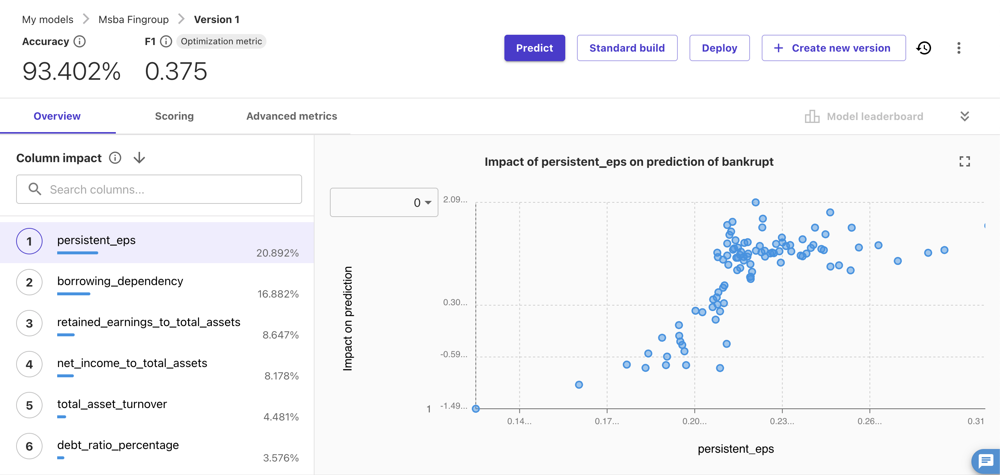 My models > Msba Fingroup > Version 1
Accuracy
F1 Optimization metric
93.402%
0.375
Predict
Standard build
Deploy
+ Create new version
Overview
Scoring
Advanced metrics
Model leaderboard
Column impact
Search columns...
1 persistent_eps 20.892%
2 borrowing_dependency 16.882%
3 retained_earnings_to_total_assets 8.647%
4 net_income_to_total_assets 8.178%
5 total_asset_turnover 4.481%
6 debt_ratio_percentage 3.576%
Impact of persistent_eps on prediction of bankrupt
0
2.09...
0.30...
-0.59...
-1.49...
1
Impact on prediction
0.14... 0.17... 0.20... 0.23... 0.26... 0.31
persistent_eps